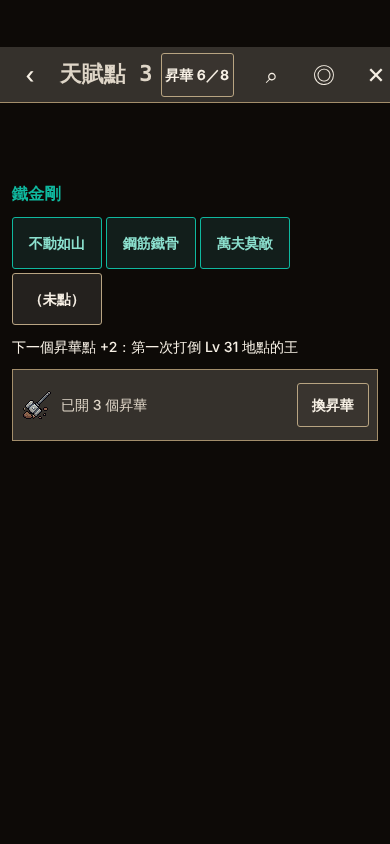 ‹ 天賦點 3 昇華 6／8 ⌕ ◎ ✕
鐵金剛
不動如山 鋼筋鐵骨 萬夫莫敵
（未點）
下一個昇華點 +2：第一次打倒 Lv 31 地點的王
已開 3 個昇華 換昇華